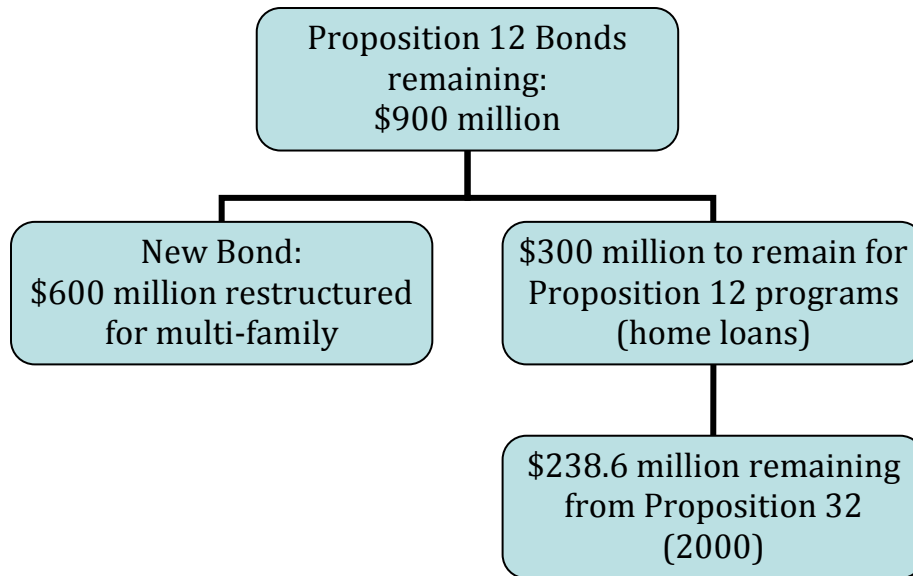 Proposition 12 Bonds
remaining:
$900 million
New Bond:
$600 million restructured
for multi-family
$300 million to remain for
Proposition 12 programs
(home loans)
$238.6 million remaining
from Proposition 32
(2000)